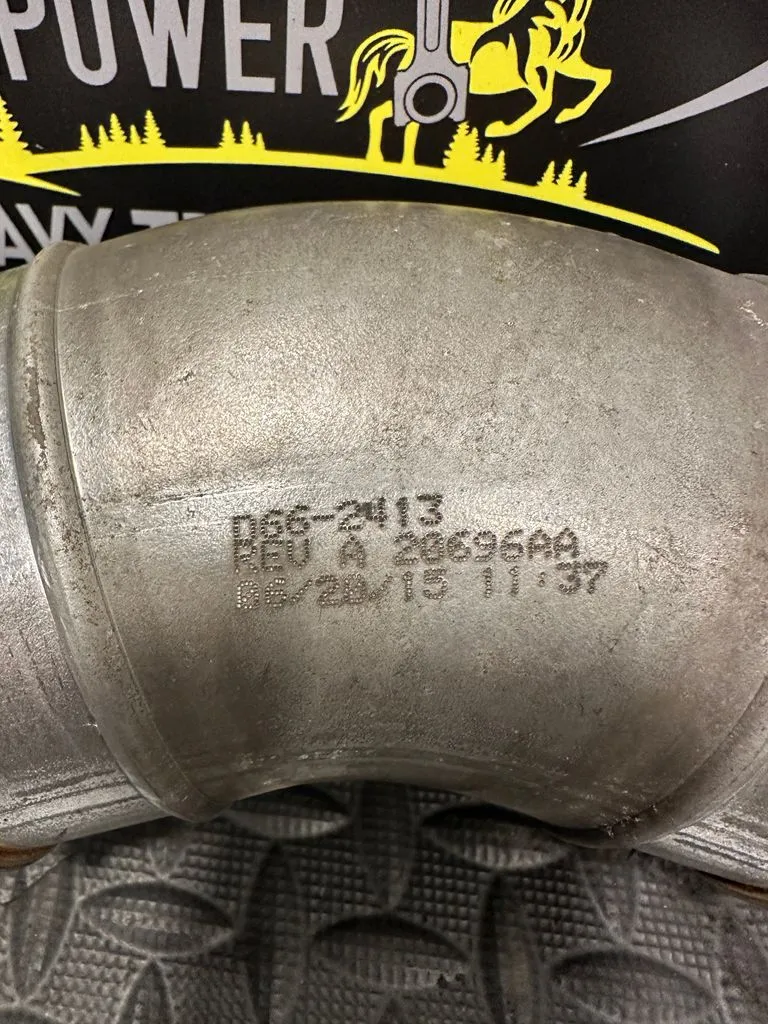 POWER
D66-2413
REV A 20696AA
06/20/15 11:37